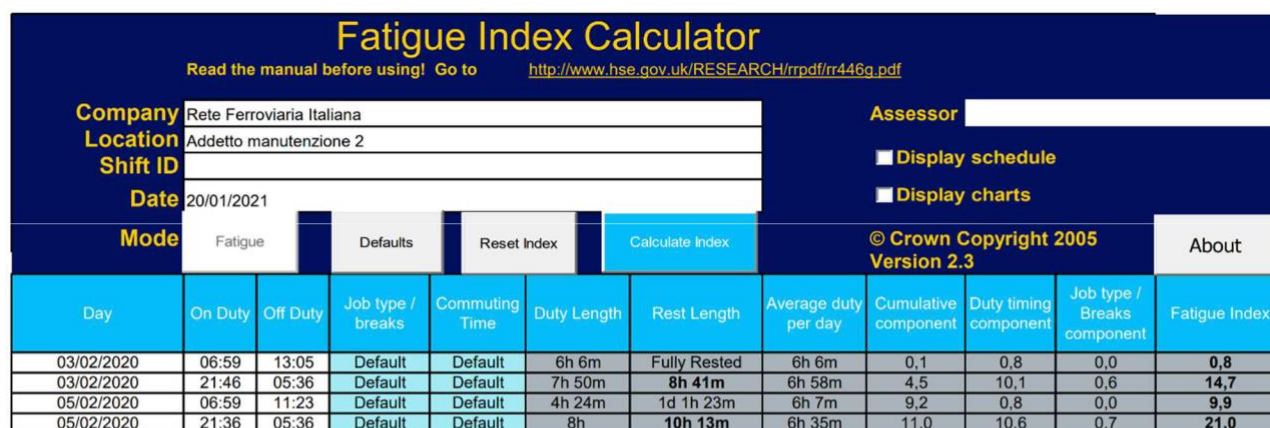 Fatigue Index Calculator
Read the manual before using! Go to http://www.hse.gov.uk/RESEARCH/rrpdf/rr446g.pdf
Company Rete Ferroviaria Italiana Assessor
Location Addetto manutenzione 2
Shift ID Display schedule
Date 20/01/2021 Display charts
Mode Fatigue Defaults Reset Index Calculate Index © Crown Copyright 2005 About
Version 2.3
Day On Duty Off Duty Job type / breaks Commuting Time Duty Length Rest Length Average duty per day Cumulative component Duty timing component Job type / Breaks component Fatigue Index
03/02/2020 06:59 13:05 Default Default 6h 6m Fully Rested 6h 6m 0,1 0,8 0,0 0,8
03/02/2020 21:46 05:36 Default Default 7h 50m 8h 41m 6h 58m 4,5 10,1 0,6 14,7
05/02/2020 06:59 11:23 Default Default 4h 24m 1d 1h 23m 6h 7m 9,2 0,8 0,0 9,9
05/02/2020 21:36 05:36 Default Default 8h 10h 13m 6h 35m 11,0 10,6 0,7 21,0